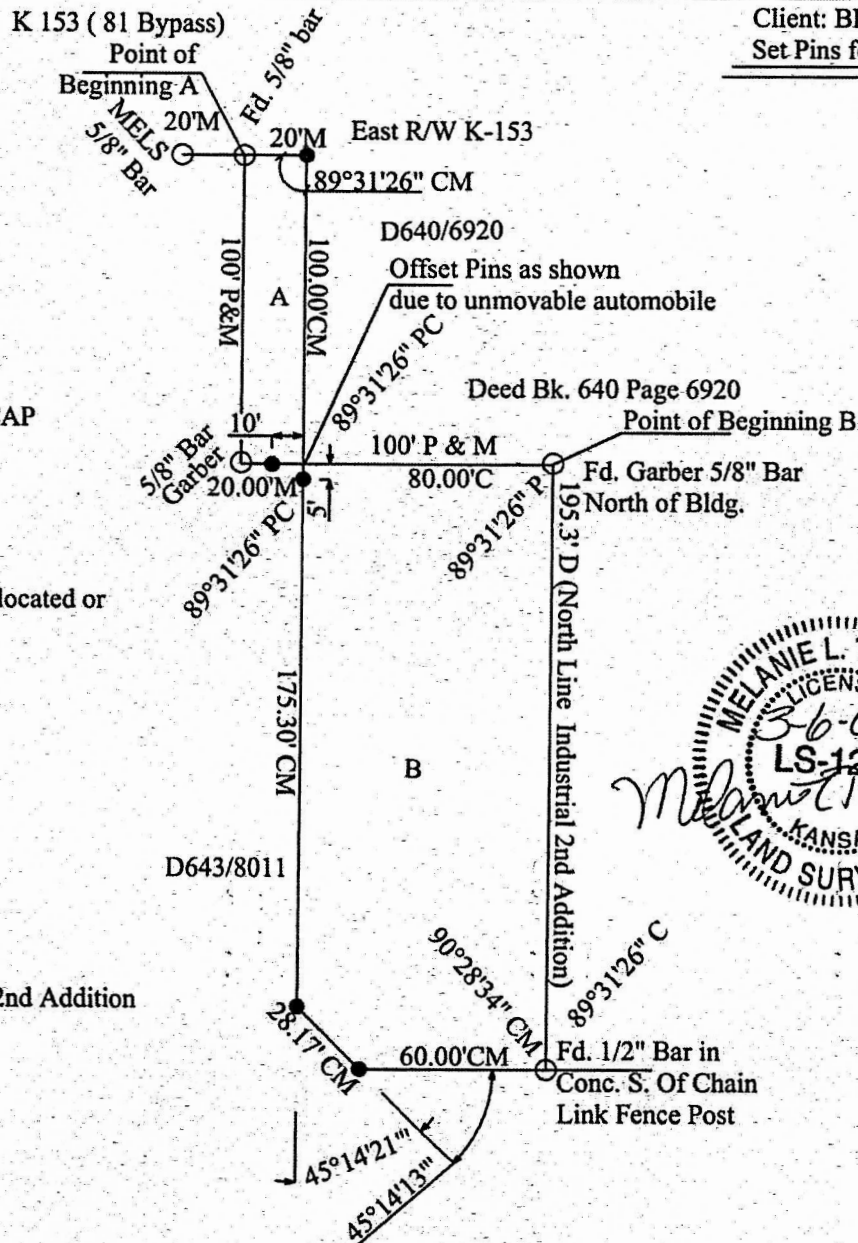 K 153 ( 81 Bypass)
Client:
Set Pins
Point of
Beginning A
Fd. 5/8" bar
MELS
5/8" Bar
20'M
20'M
East R/W K-153
89°31'26" CM
100' P&M
A
100.00'CM
D640/6920
Offset Pins as shown
due to unmovable automobile
89°31'26" PC
Deed Bk. 640 Page 6920
Point of Beginning B
10'
5/8" Bar
Garber
100' P & M
20.00'M
80.00'C
Fd. Garber 5/8" Bar
North of Bldg.
5'
89°31'26" PC
89°31'26" P
195.3' D (North Line Industrial 2nd Addition)
located or
175.30' CM
B
D643/8011
MELANIE L.
3-6-
KANS
LAND SUR
2nd Addition
90°28'34" CM
89°31'26" C
28.17' CM
60.00'CM
Fd. 1/2" Bar in
Conc. S. Of Chain
Link Fence Post
45°14'21'"
45°14'13'"